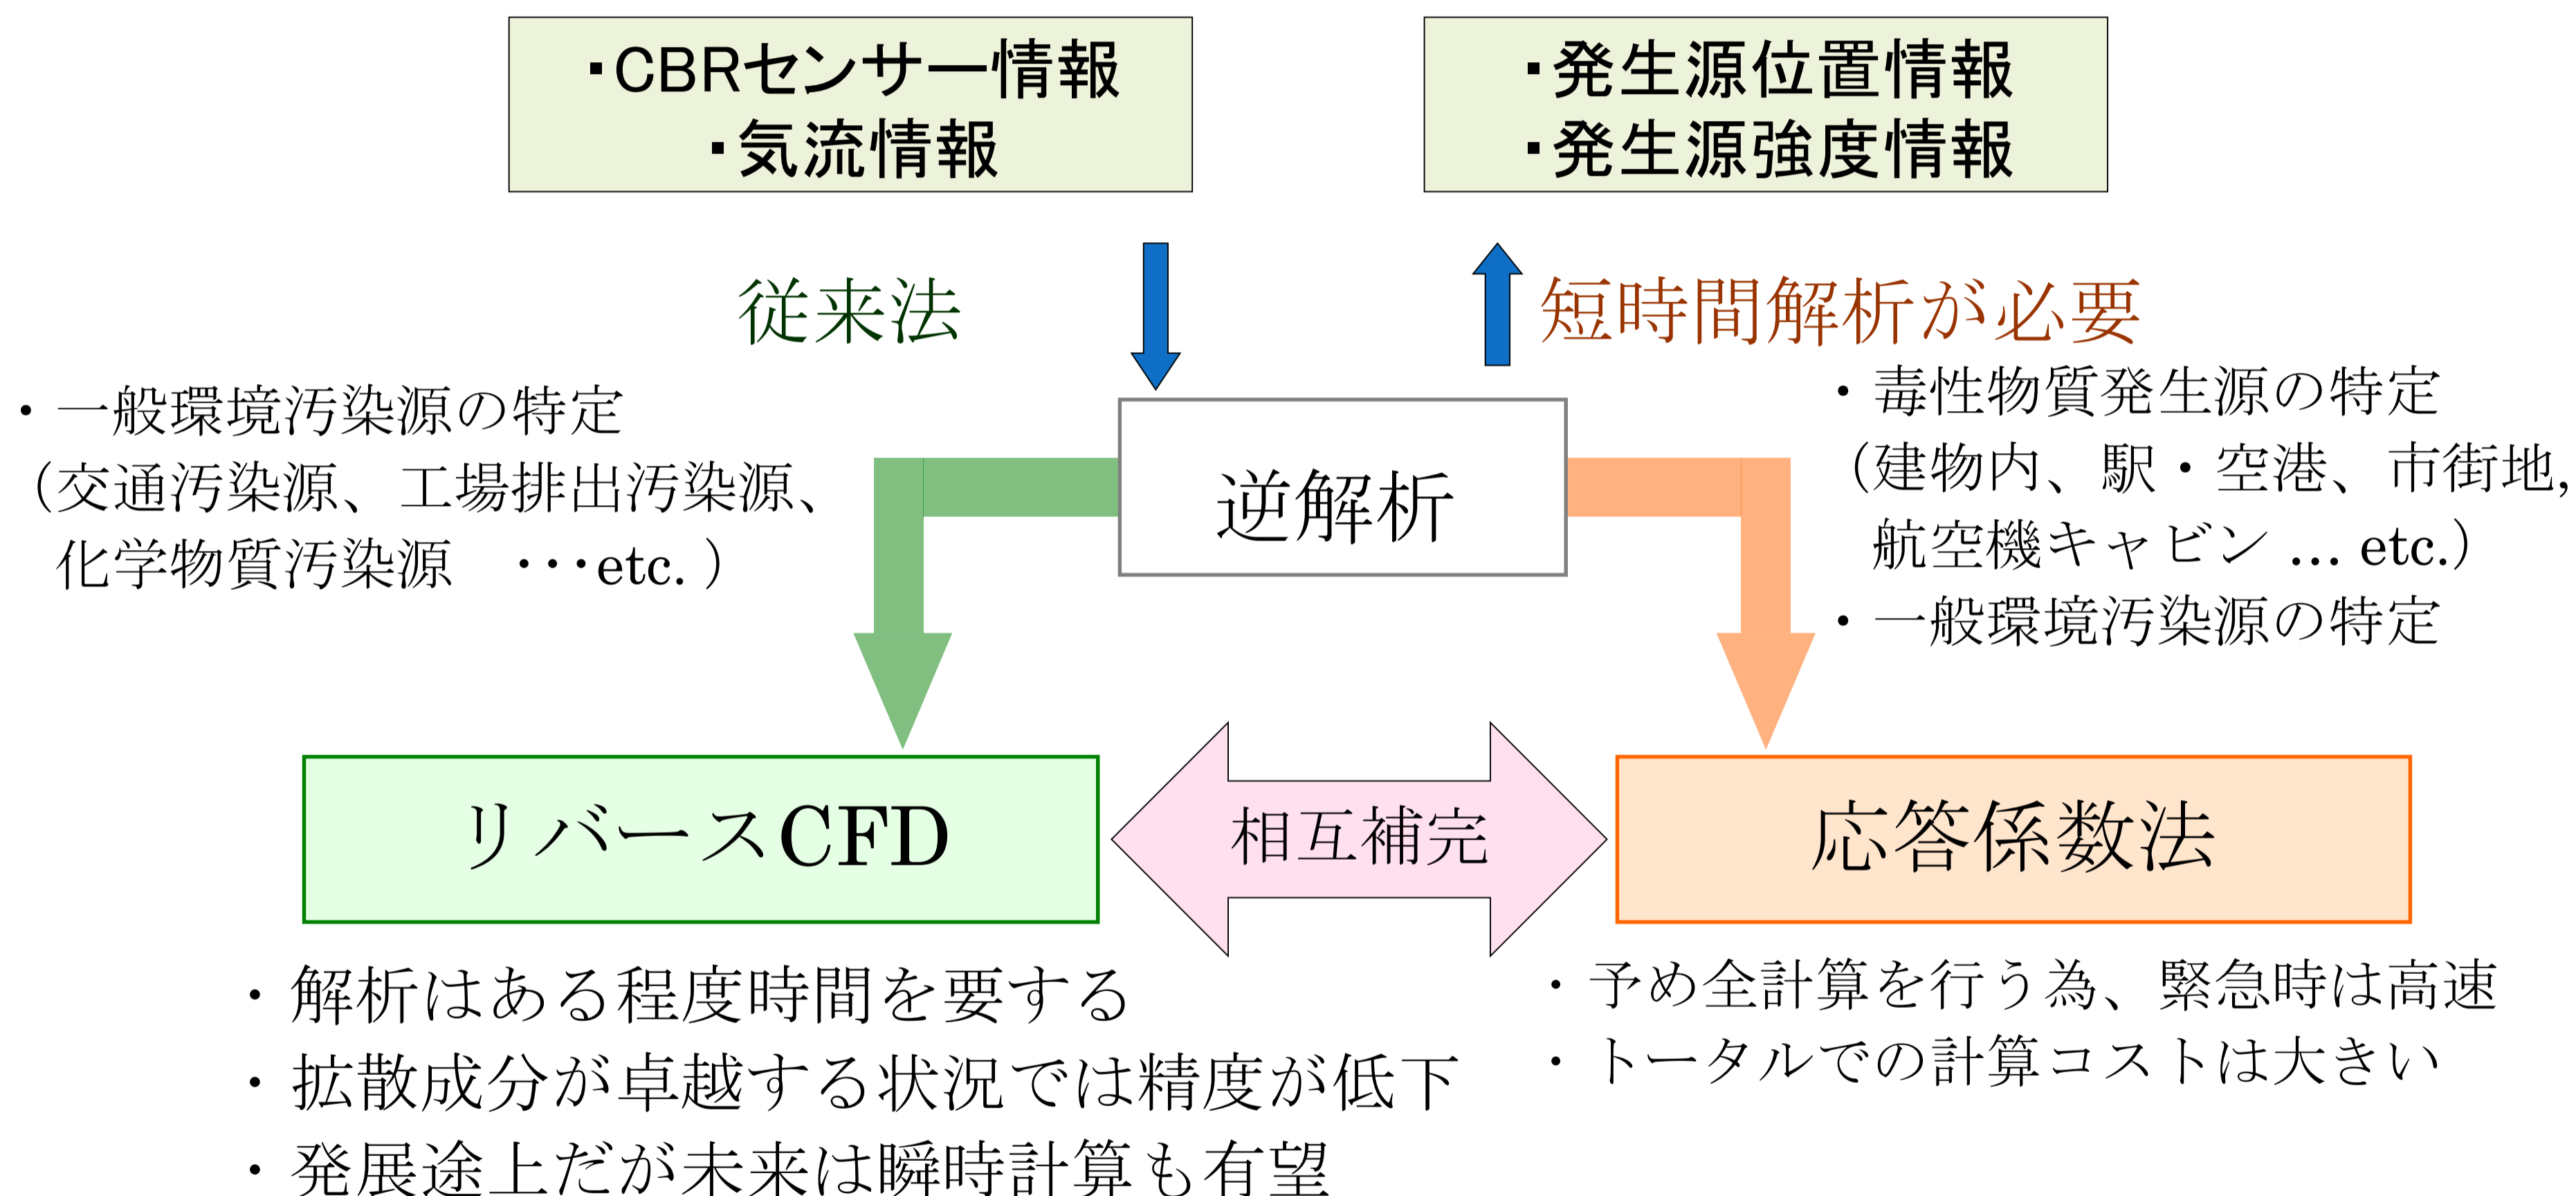 ・CBRセンサー情報
・気流情報
・発生源位置情報
・発生源強度情報
従来法
短時間解析が必要
・一般環境汚染源の特定
（交通汚染源、工場排出汚染源、
化学物質汚染源　･･･etc. ）
逆解析
・毒性物質発生源の特定
（建物内、駅・空港、市街地,
航空機キャビン ... etc.）
・一般環境汚染源の特定
リバースCFD
相互補完
応答係数法
・解析はある程度時間を要する
・拡散成分が卓越する状況では精度が低下
・発展途上だが未来は瞬時計算も有望
・予め全計算を行う為、緊急時は高速
・トータルでの計算コストは大きい